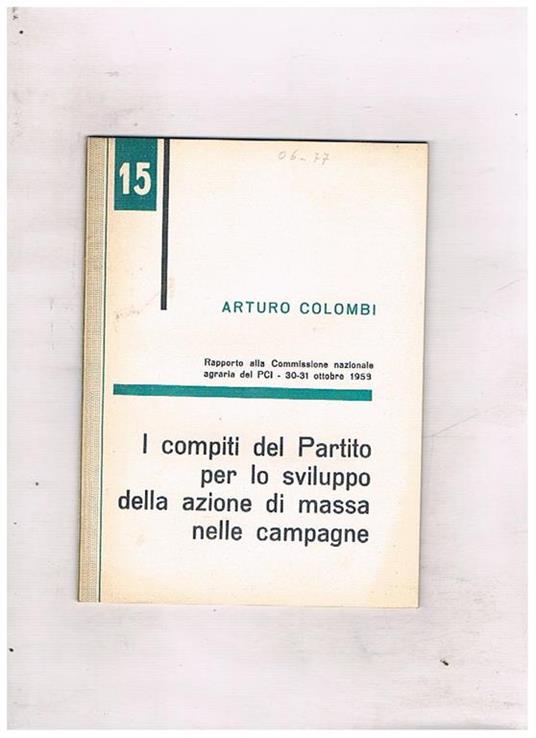 06-77
15
ARTURO COLOMBI
Rapporto alla Commissione nazionale
agraria del PCI - 30-31 ottobre 1959
I compiti del Partito
per lo sviluppo
della azione di massa
nelle campagne